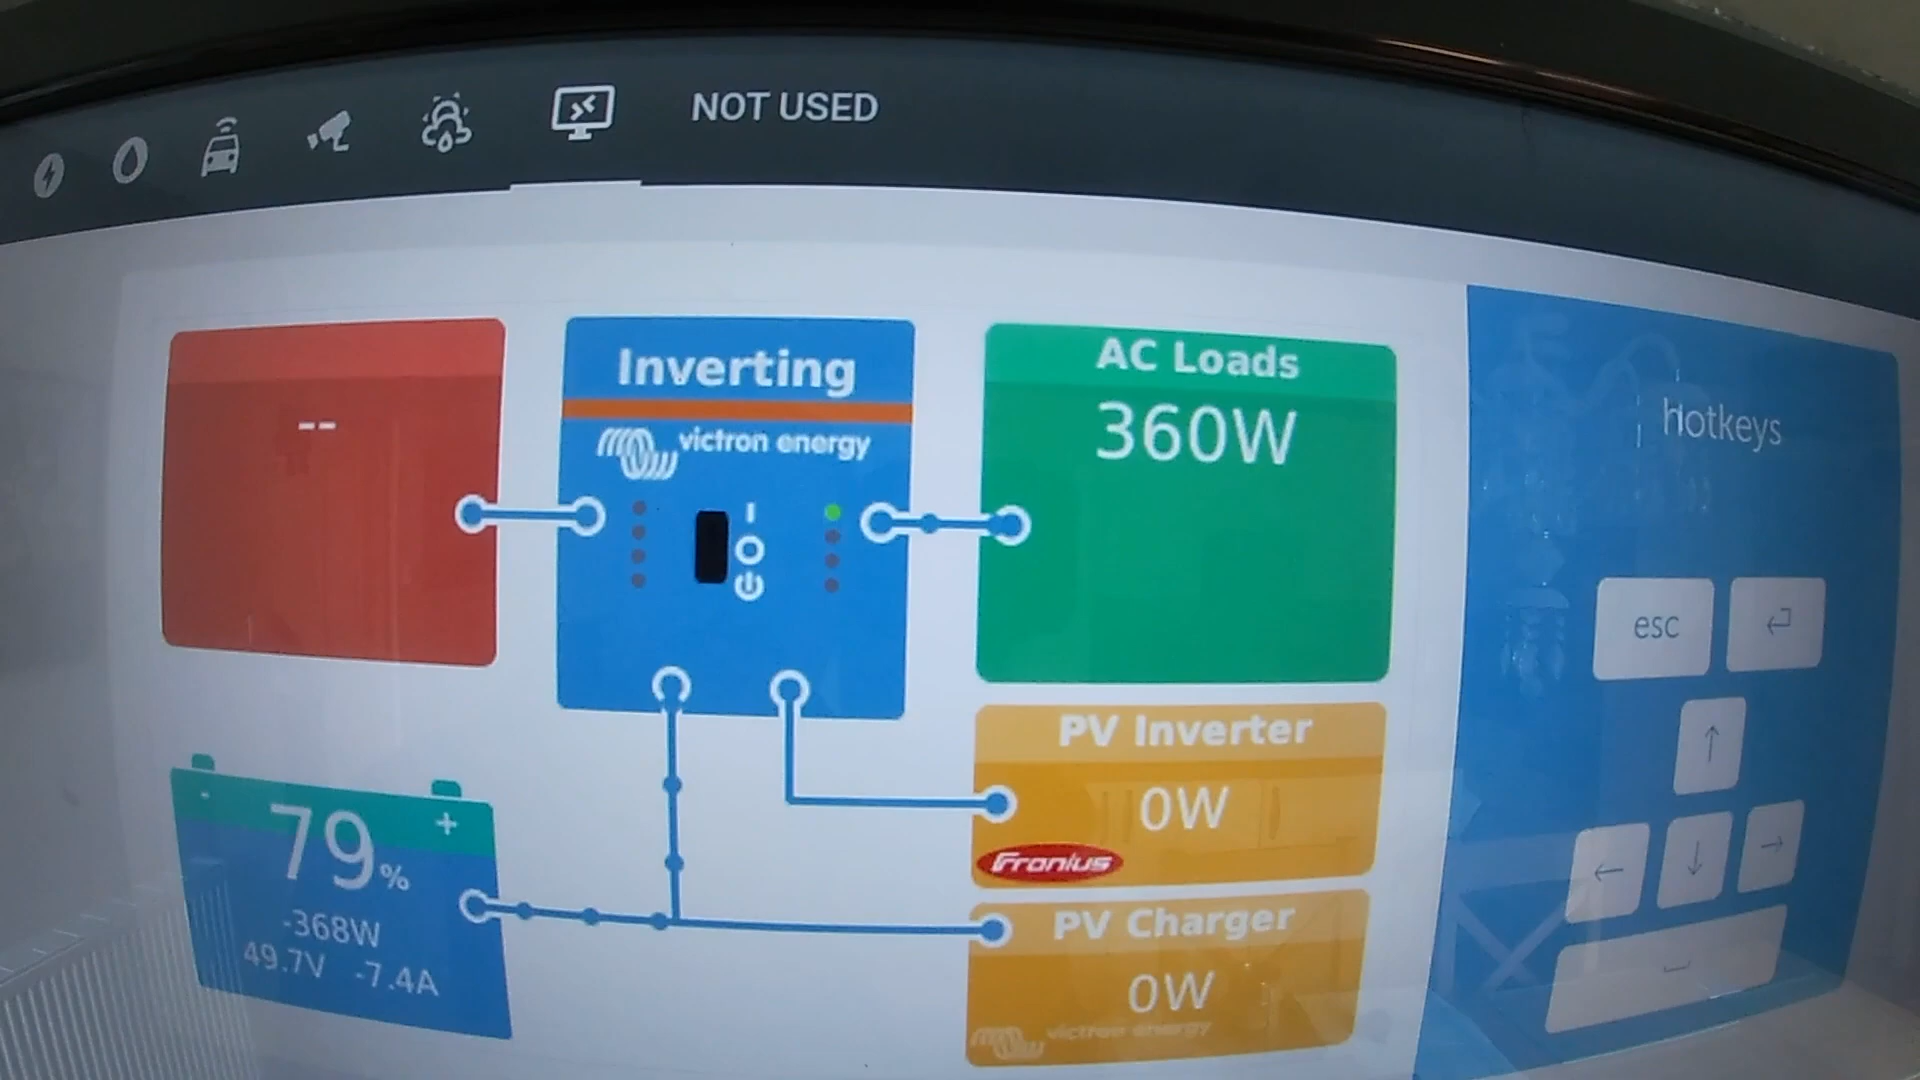 NOT USED
--
Inverting
victron energy
AC Loads
360W
hotkeys
esc
PV Inverter
0W
Fronius
79%
-368W
49.7V -7.4A
PV Charger
0W
victron energy